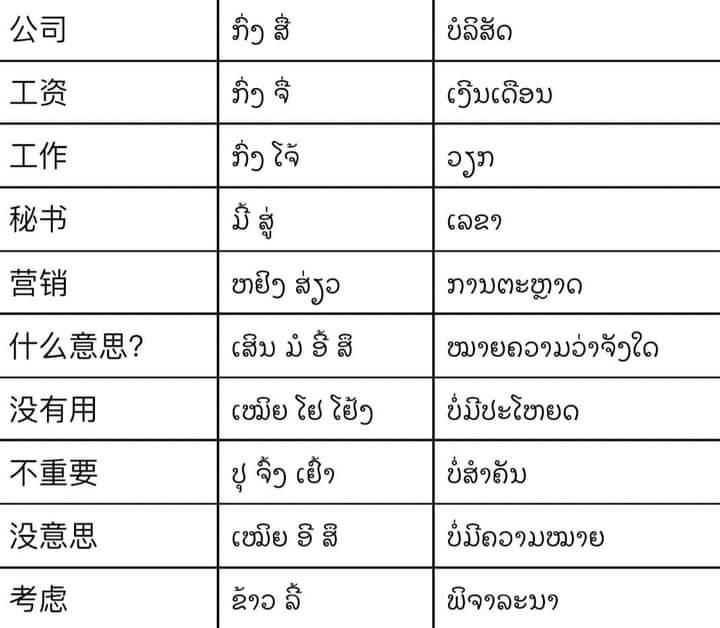 公司 ກົ່ງ ສື່ ບໍລິສັດ
工资 ກົ່ງ ຈື່ ເງິນເດືອນ
工作 ກົ່ງ ໂຈ້ ວຽກ
秘书 ມີ້ ສູ່ ເລຂາ
营销 ຫຢິງ ສ່ຽວ ການຕະຫຼາດ
什么意思? ເສິນ ມໍ ອີ້ ສຶ ໝາຍຄວາມວ່າຈັງໃດ
没有用 ເໝິຍ ໂຢ ໂຢ້ງ ບໍ່ມີປະໂຫຍດ
不重要 ປຸ ຈົ້ງ ເຢົ້າ ບໍ່ສຳຄັນ
没意思 ເໝິຍ ອີ ສຶ ບໍ່ມີຄວາມໝາຍ
考虑 ຂ້າວ ລີ້ ພິຈາລະນາ